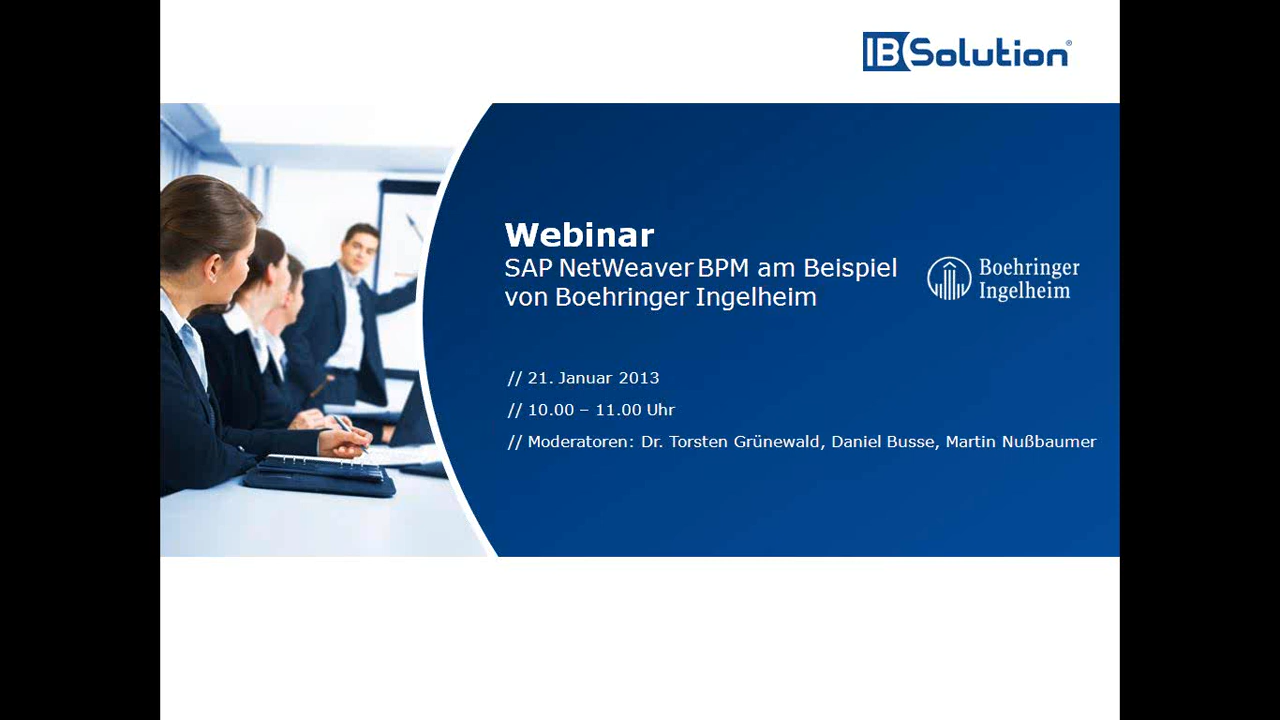 IBSolution®
Webinar
SAP NetWeaver BPM am Beispiel
von Boehringer Ingelheim
Boehringer
Ingelheim
// 21. Januar 2013
// 10.00 – 11.00 Uhr
// Moderatoren: Dr. Torsten Grünewald, Daniel Busse, Martin Nußbaumer